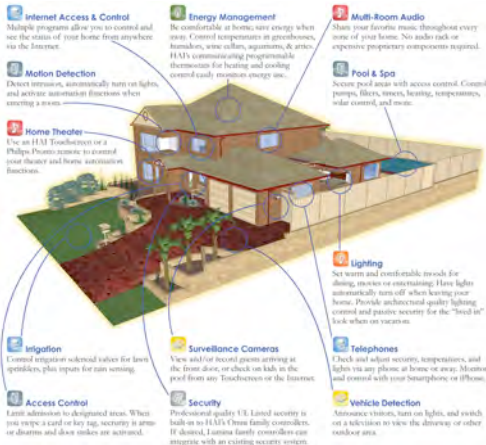 Internet Access & Control
Multiple programs allow you to control and
see the status of your home from anywhere
via the Internet.
Motion Detection
Detect intrusion, automatically turn on lights,
and activate automation functions when
entering a room
Home Theater
Use an HAI Touchscreen or a
Philips Pronto remote to control
your theater and home automation
functions.
Energy Management
Be comfortable at home, save energy when
away. Control temperatures in greenhouses,
humidors, wine cellars, aquariums, & attics.
HAI's communicating programmable
thermostats for heating and cooling
control easily monitors energy use.
Multi-Room Audio
Share your favorite music throughout every
zone of your home. No audio rack or
expensive proprietary components required.
Pool & Spa
Secure pool areas with access control. Control
pumps, filters, timers, heating, temperatures,
solar control, and more.
Lighting
Set warm and comfortable moods for
dining, movies or entertaining. Have lights
automatically turn off when leaving your
home. Provide architectural quality lighting
control and passive security for the "lived in"
look when on vacation.
Irrigation
Control irrigation solenoid valves for lawn
sprinklers, plus inputs for rain sensing.
Surveillance Cameras
View and/or record guests arriving at
the front door, or check on kids in the
pool from any Touchscreen or the Internet.
Telephones
Check and adjust security, temperatures, and
lights via any phone at home or away. Monitor
and control with your Smartphone or iPhone.
Access Control
Limit admission to designated areas. When
you swipe a card or key tag, security is arms
or disarms and door strikes are activated.
Security
Professional quality UL Listed security is
built-in to HAI's Omni family controllers.
If desired, Lumina family controllers can
integrate with an existing security system
Vehicle Detection
Announce visitors, turn on lights, and switch
on a television to view the driveway or other
outdoor area.